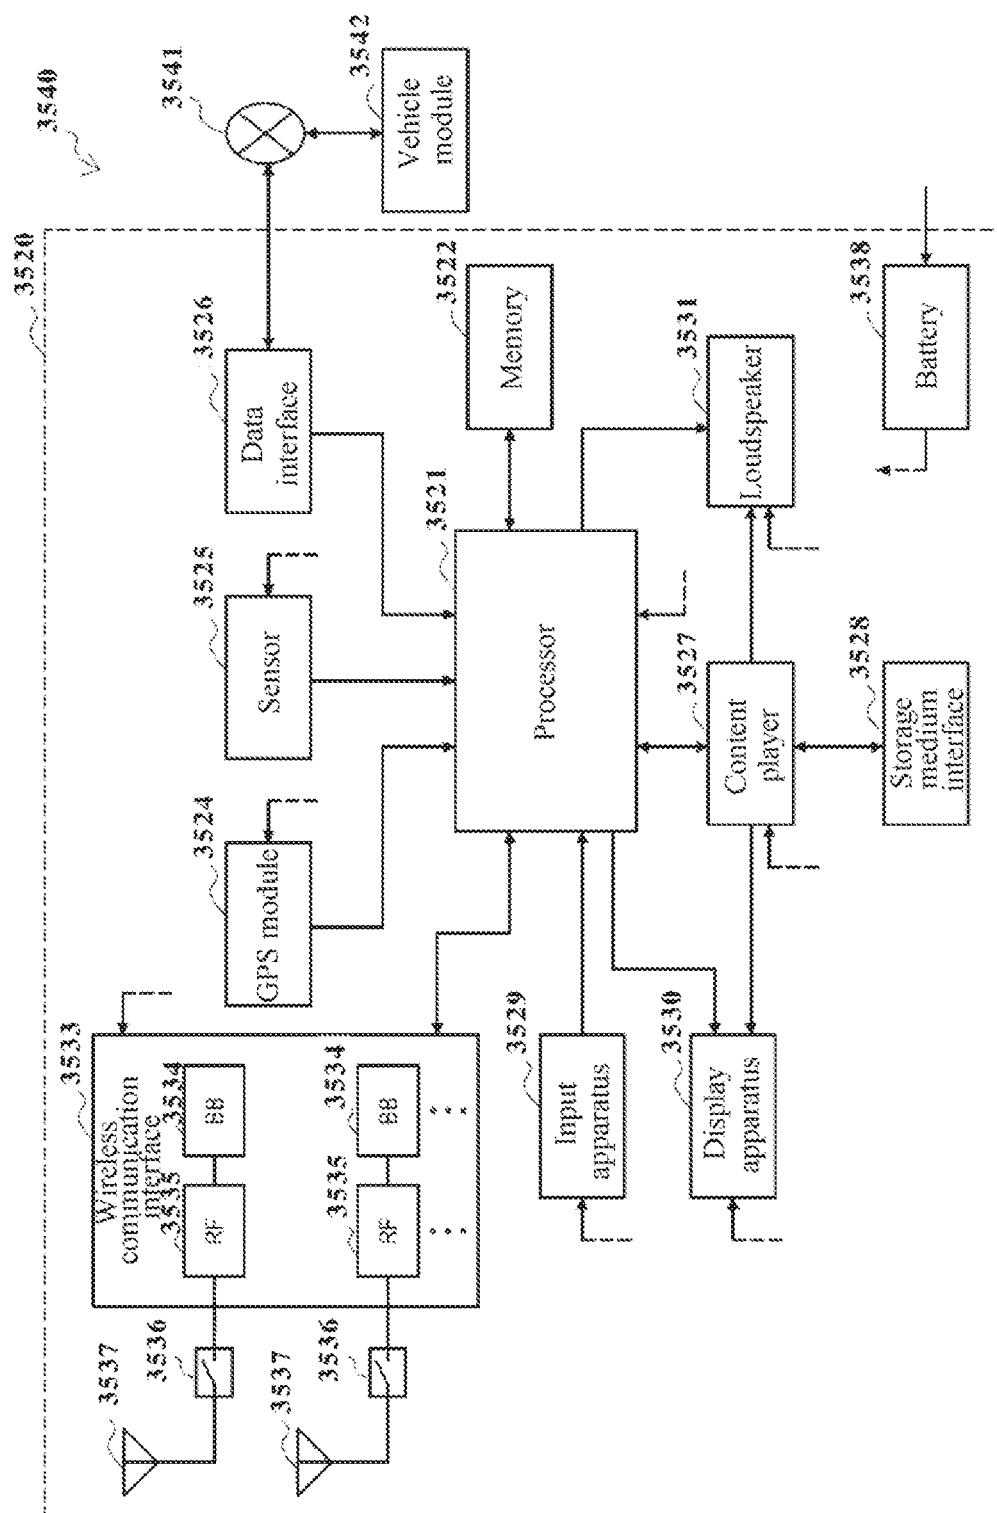 3540
3520
3541
3542
Vehicle
module
3533
Wireless
communication
interface
3534
BB
3535
RF
3534
BB
3535
RF
3536
3537
3536
3537
3524
GPS module
3525
Sensor
3526
Data
interface
3521
Processor
3522
Memory
3529
Input
apparatus
3530
Display
apparatus
3527
Content
player
3528
Storage
medium
interface
3531
Loudspeaker
3538
Battery